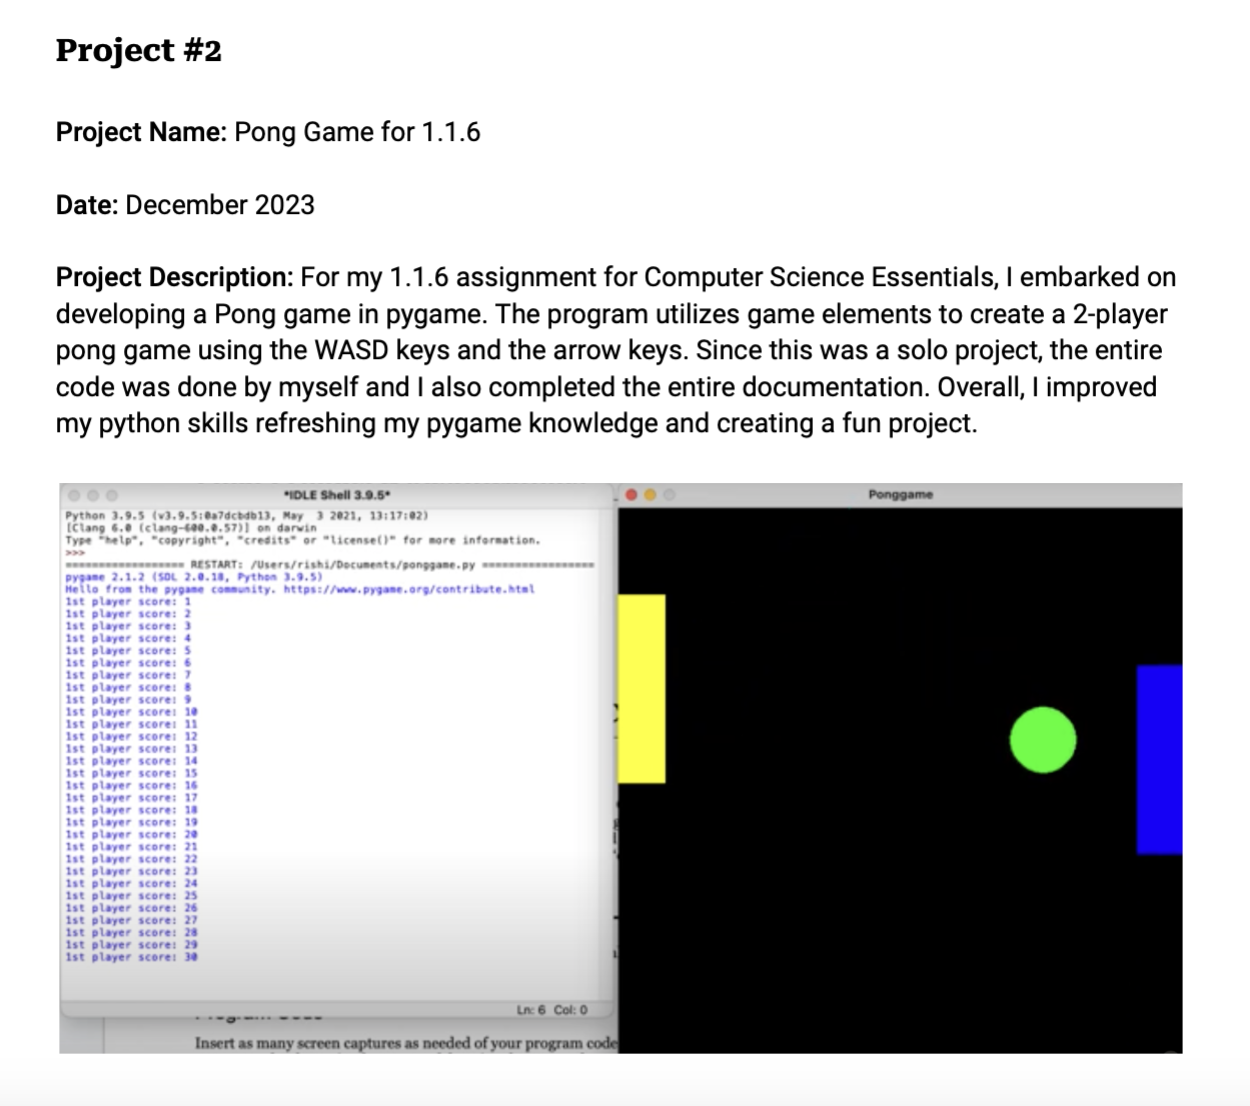 Project #2
Project Name: Pong Game for 1.1.6
Date: December 2023
Project Description: For my 1.1.6 assignment for Computer Science Essentials, I embarked on
developing a Pong game in pygame. The program utilizes game elements to create a 2-player
pong game using the WASD keys and the arrow keys. Since this was a solo project, the entire
code was done by myself and I also completed the entire documentation. Overall, I improved
my python skills refreshing my pygame knowledge and creating a fun project.
*IDLE Shell 3.9.5*
Python 3.9.5 (v3.9.5:0a7dcbdb13, May 3 2021, 13:17:02)
[Clang 6.0 (clang-600.0.57)] on darwin
Type "help", "copyright", "credits" or "license()" for more information.
>>>
================== RESTART: /Users/rishi/Documents/ponggame.py =================
pygame 2.1.2 (SDL 2.0.18, Python 3.9.5)
Hello from the pygame community. https://www.pygame.org/contribute.html
1st player score: 1
1st player score: 2
1st player score: 3
1st player score: 4
1st player score: 5
1st player score: 6
1st player score: 7
1st player score: 8
1st player score: 9
1st player score: 10
1st player score: 11
1st player score: 12
1st player score: 13
1st player score: 14
1st player score: 15
1st player score: 16
1st player score: 17
1st player score: 18
1st player score: 19
1st player score: 20
1st player score: 21
1st player score: 22
1st player score: 23
1st player score: 24
1st player score: 25
1st player score: 26
1st player score: 27
1st player score: 28
1st player score: 29
1st player score: 30
Ln: 6 Col: 0
Insert as many screen captures as needed of your program code
Ponggame